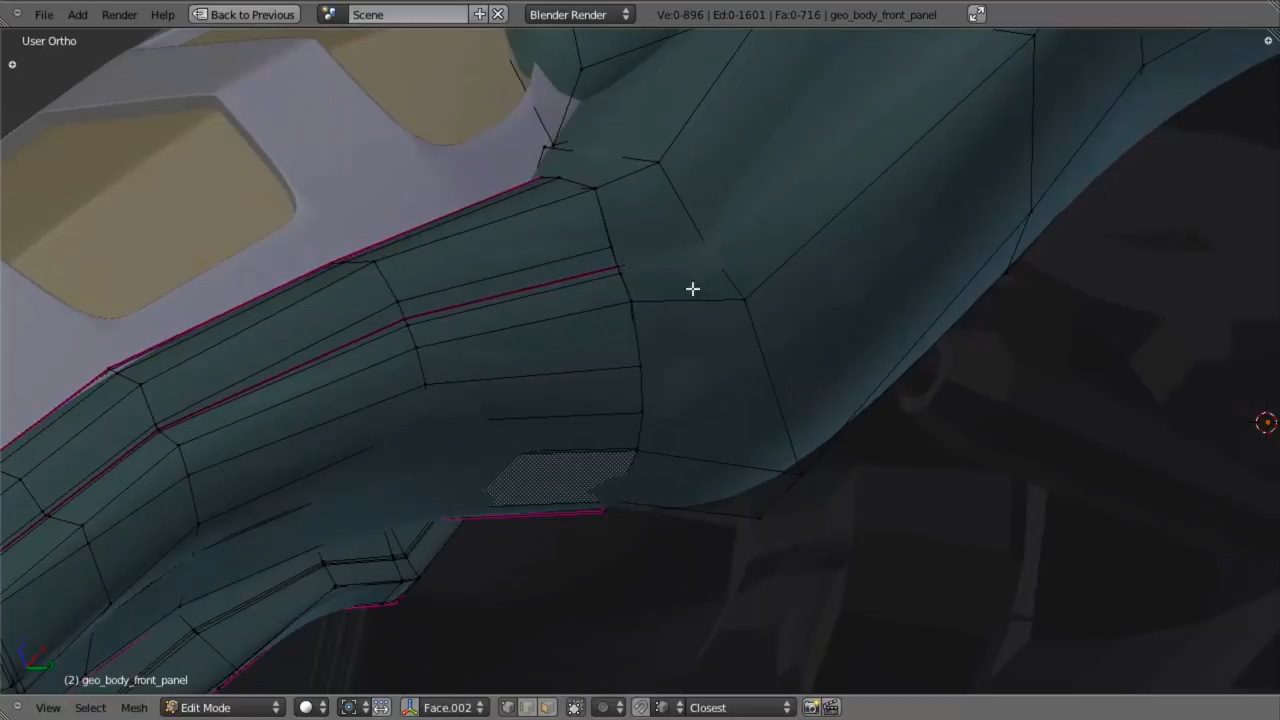 File Add Render Help Back to Previous Scene Blender Render Ve:0-896 | Ed:0-1601 | Fa:0-716 | geo_body_front_panel
User Ortho
(2) geo_body_front_panel
View Select Mesh Edit Mode Face.002 Closest